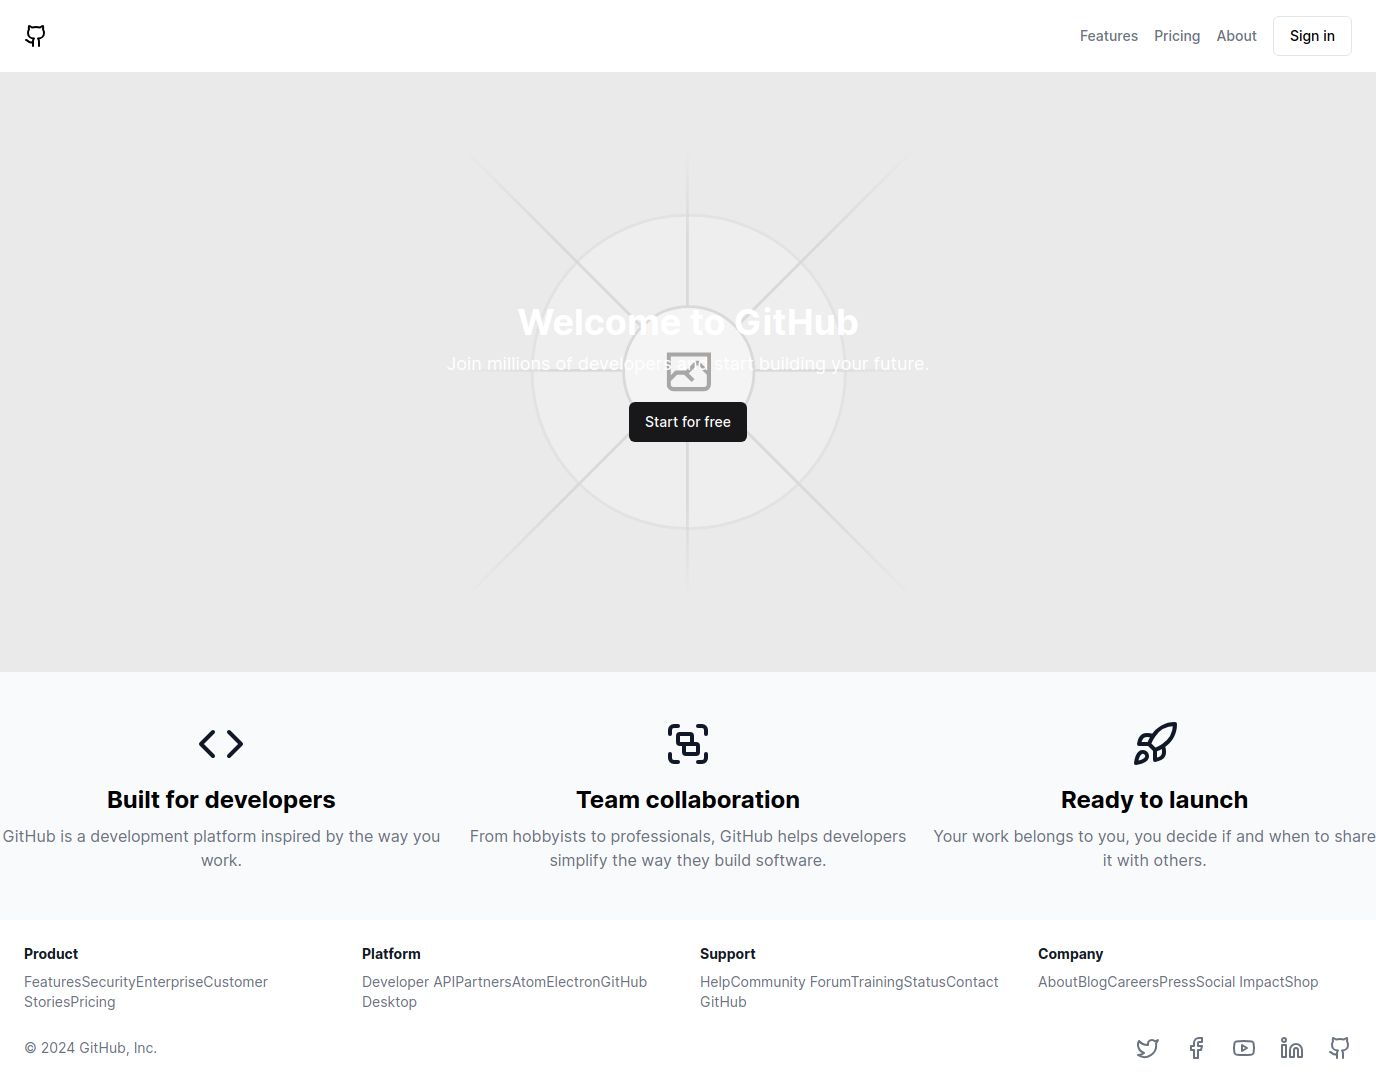 Features Pricing About Sign in
Welcome to GitHub
Join millions of developers and start building your future.
Start for free
Built for developers
GitHub is a development platform inspired by the way you
work.
Team collaboration
From hobbyists to professionals, GitHub helps developers
simplify the way they build software.
Ready to launch
Your work belongs to you, you decide if and when to share
it with others.
Product
FeaturesSecurityEnterpriseCustomer
StoriesPricing
Platform
Developer APIPartnersAtomElectronGitHub
Desktop
Support
HelpCommunity ForumTrainingStatusContact
GitHub
Company
AboutBlogCareersPressSocial ImpactShop
© 2024 GitHub, Inc.